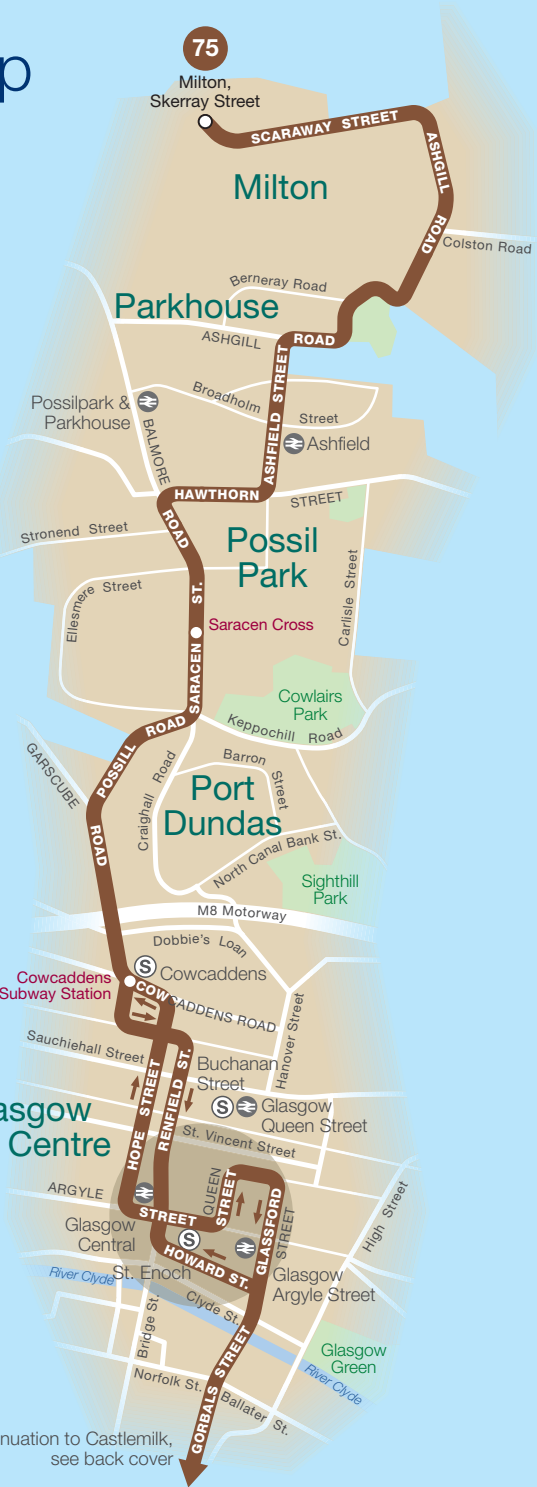 p
75
Milton,
Skerray Street
SCARAWAY STREET
ASHGILL
ROAD
Milton
Colston Road
Berneray Road
Parkhouse
ASHGILL
ROAD
Broadholm
Street
Possilpark &
Parkhouse
BALMORE
ASHFIELD STREET
Ashfield
HAWTHORN
STREET
ROAD
Stronend Street
Possil
Park
Ellesmere Street
ST.
Carlisle Street
Saracen Cross
SARACEN
Cowlairs
Park
ROAD
Keppochill Road
POSSILL
GARSCUBE
Craighall Road
Barron
Street
Port
Dundas
ROAD
North Canal Bank St.
Sighthill
Park
M8 Motorway
Dobbie's Loan
S
Cowcaddens
Cowcaddens
Subway Station
COWCADDENS ROAD
Hanover Street
Sauchiehall Street
Buchanan
Street
HOPE STREET
RENFIELD ST.
S
Glasgow
Queen Street
asgow
Centre
St. Vincent Street
ARGYLE
STREET
QUEEN
STREET
GLASSFORD
STREET
High Street
Glasgow
Central
S
St. Enoch
HOWARD ST.
Glasgow
Argyle Street
River Clyde
Clyde St.
Bridge St.
Glasgow
Green
River Clyde
Norfolk St.
Ballater St.
GORBALS STREET
nuation to Castlemilk,
see back cover